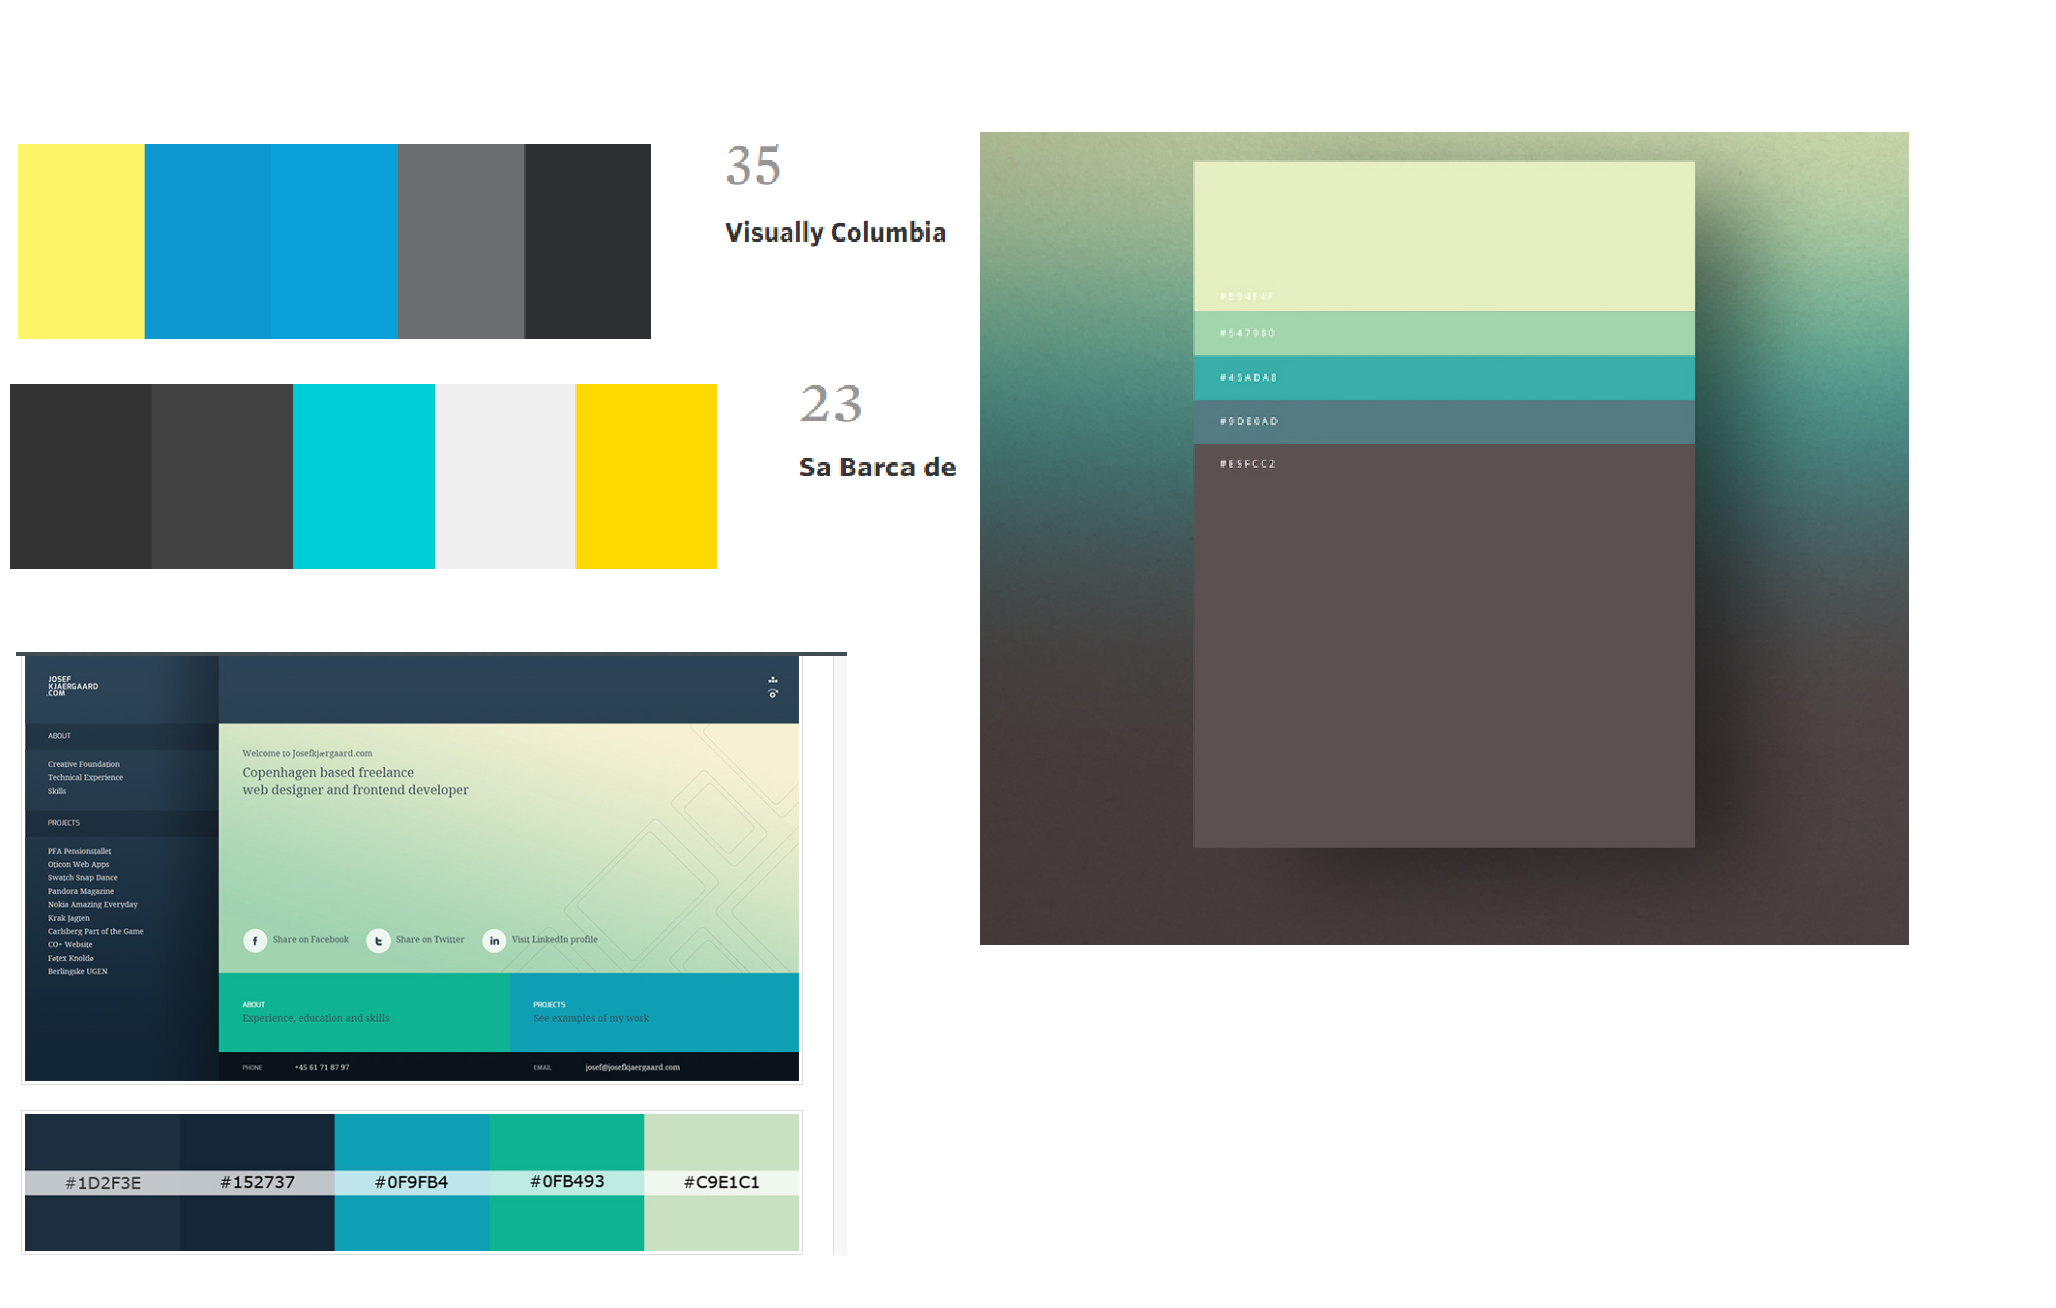 35
Visually Columbia
23
Sa Barca de
#594F4F
#547980
#45ADA8
#9DE0AD
#E5FCC2
JOSEF
KJAERGAARD
.COM
ABOUT
Creative Foundation
Technical Experience
Skills
PROJECTS
PFA Pensionstallet
Oticon Web Apps
Swatch Snap Dance
Pandora Magazine
Nokia Amazing Everyday
Krak Jagten
Carlsberg Part of the Game
CO+ Website
Føtex Knolde
Berlingske UGEN
Welcome to Josefkjærgaard.com
Copenhagen based freelance
web designer and frontend developer
f Share on Facebook t Share on Twitter in Visit LinkedIn profile
ABOUT
Experience, education and skills
PROJECTS
See examples of my work
PHONE +45 61 71 87 97 EMAIL josef@josefkjaergaard.com
#1D2F3E #152737 #0F9FB4 #0FB493 #C9E1C1